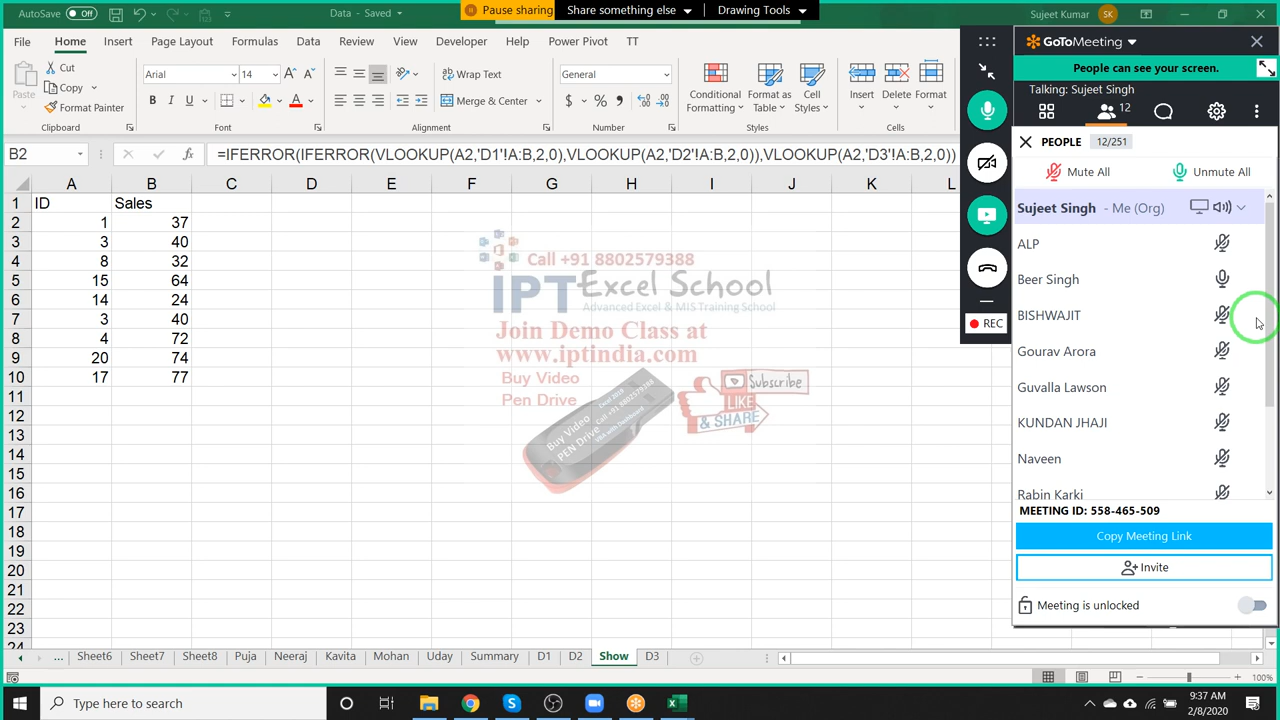 AutoSave Off
Data - Saved
Pause sharing
Share something else
Drawing Tools
Sujeet Kumar
SK
File Home Insert Page Layout Formulas Data Review View Developer Help Power Pivot TT
Paste
Cut
Copy
Format Painter
Clipboard
Arial
14
B I U
Font
Wrap Text
Merge & Center
Alignment
General
$ % ,
Number
Conditional
Formatting
Format as
Table
Cell
Styles
Styles
Insert
Delete
Format
Cells
B2
fx
=IFERROR(IFERROR(VLOOKUP(A2,'D1'!A:B,2,0),VLOOKUP(A2,'D2'!A:B,2,0)),VLOOKUP(A2,'D3'!A:B,2,0))
A B C D E F G H I J K L
1 ID Sales
2 1 37
3 3 40
4 8 32
5 15 64
6 14 24
7 3 40
8 4 72
9 20 74
10 17 77
11
12
13
14
15
16
17
18
19
20
21
22
23
24
Call +91 8802579388
IPT Excel School
Advanced Excel & MIS Training School
Join Demo Class at
www.iptindia.com
Buy Video
Pen Drive
Subscribe
LIKE
& SHARE
Buy Video
PEN Drive
REC
GoToMeeting
People can see your screen.
Talking: Sujeet Singh
12
PEOPLE 12/251
Mute All
Unmute All
Sujeet Singh - Me (Org)
ALP
Beer Singh
BISHWAJIT
Gourav Arora
Guvalla Lawson
KUNDAN JHAJI
Naveen
Rabin Karki
MEETING ID: 558-465-509
Copy Meeting Link
Invite
Meeting is unlocked
... Sheet6 Sheet7 Sheet8 Puja Neeraj Kavita Mohan Uday Summary D1 D2 Show D3
100%
Type here to search
9:37 AM
2/8/2020